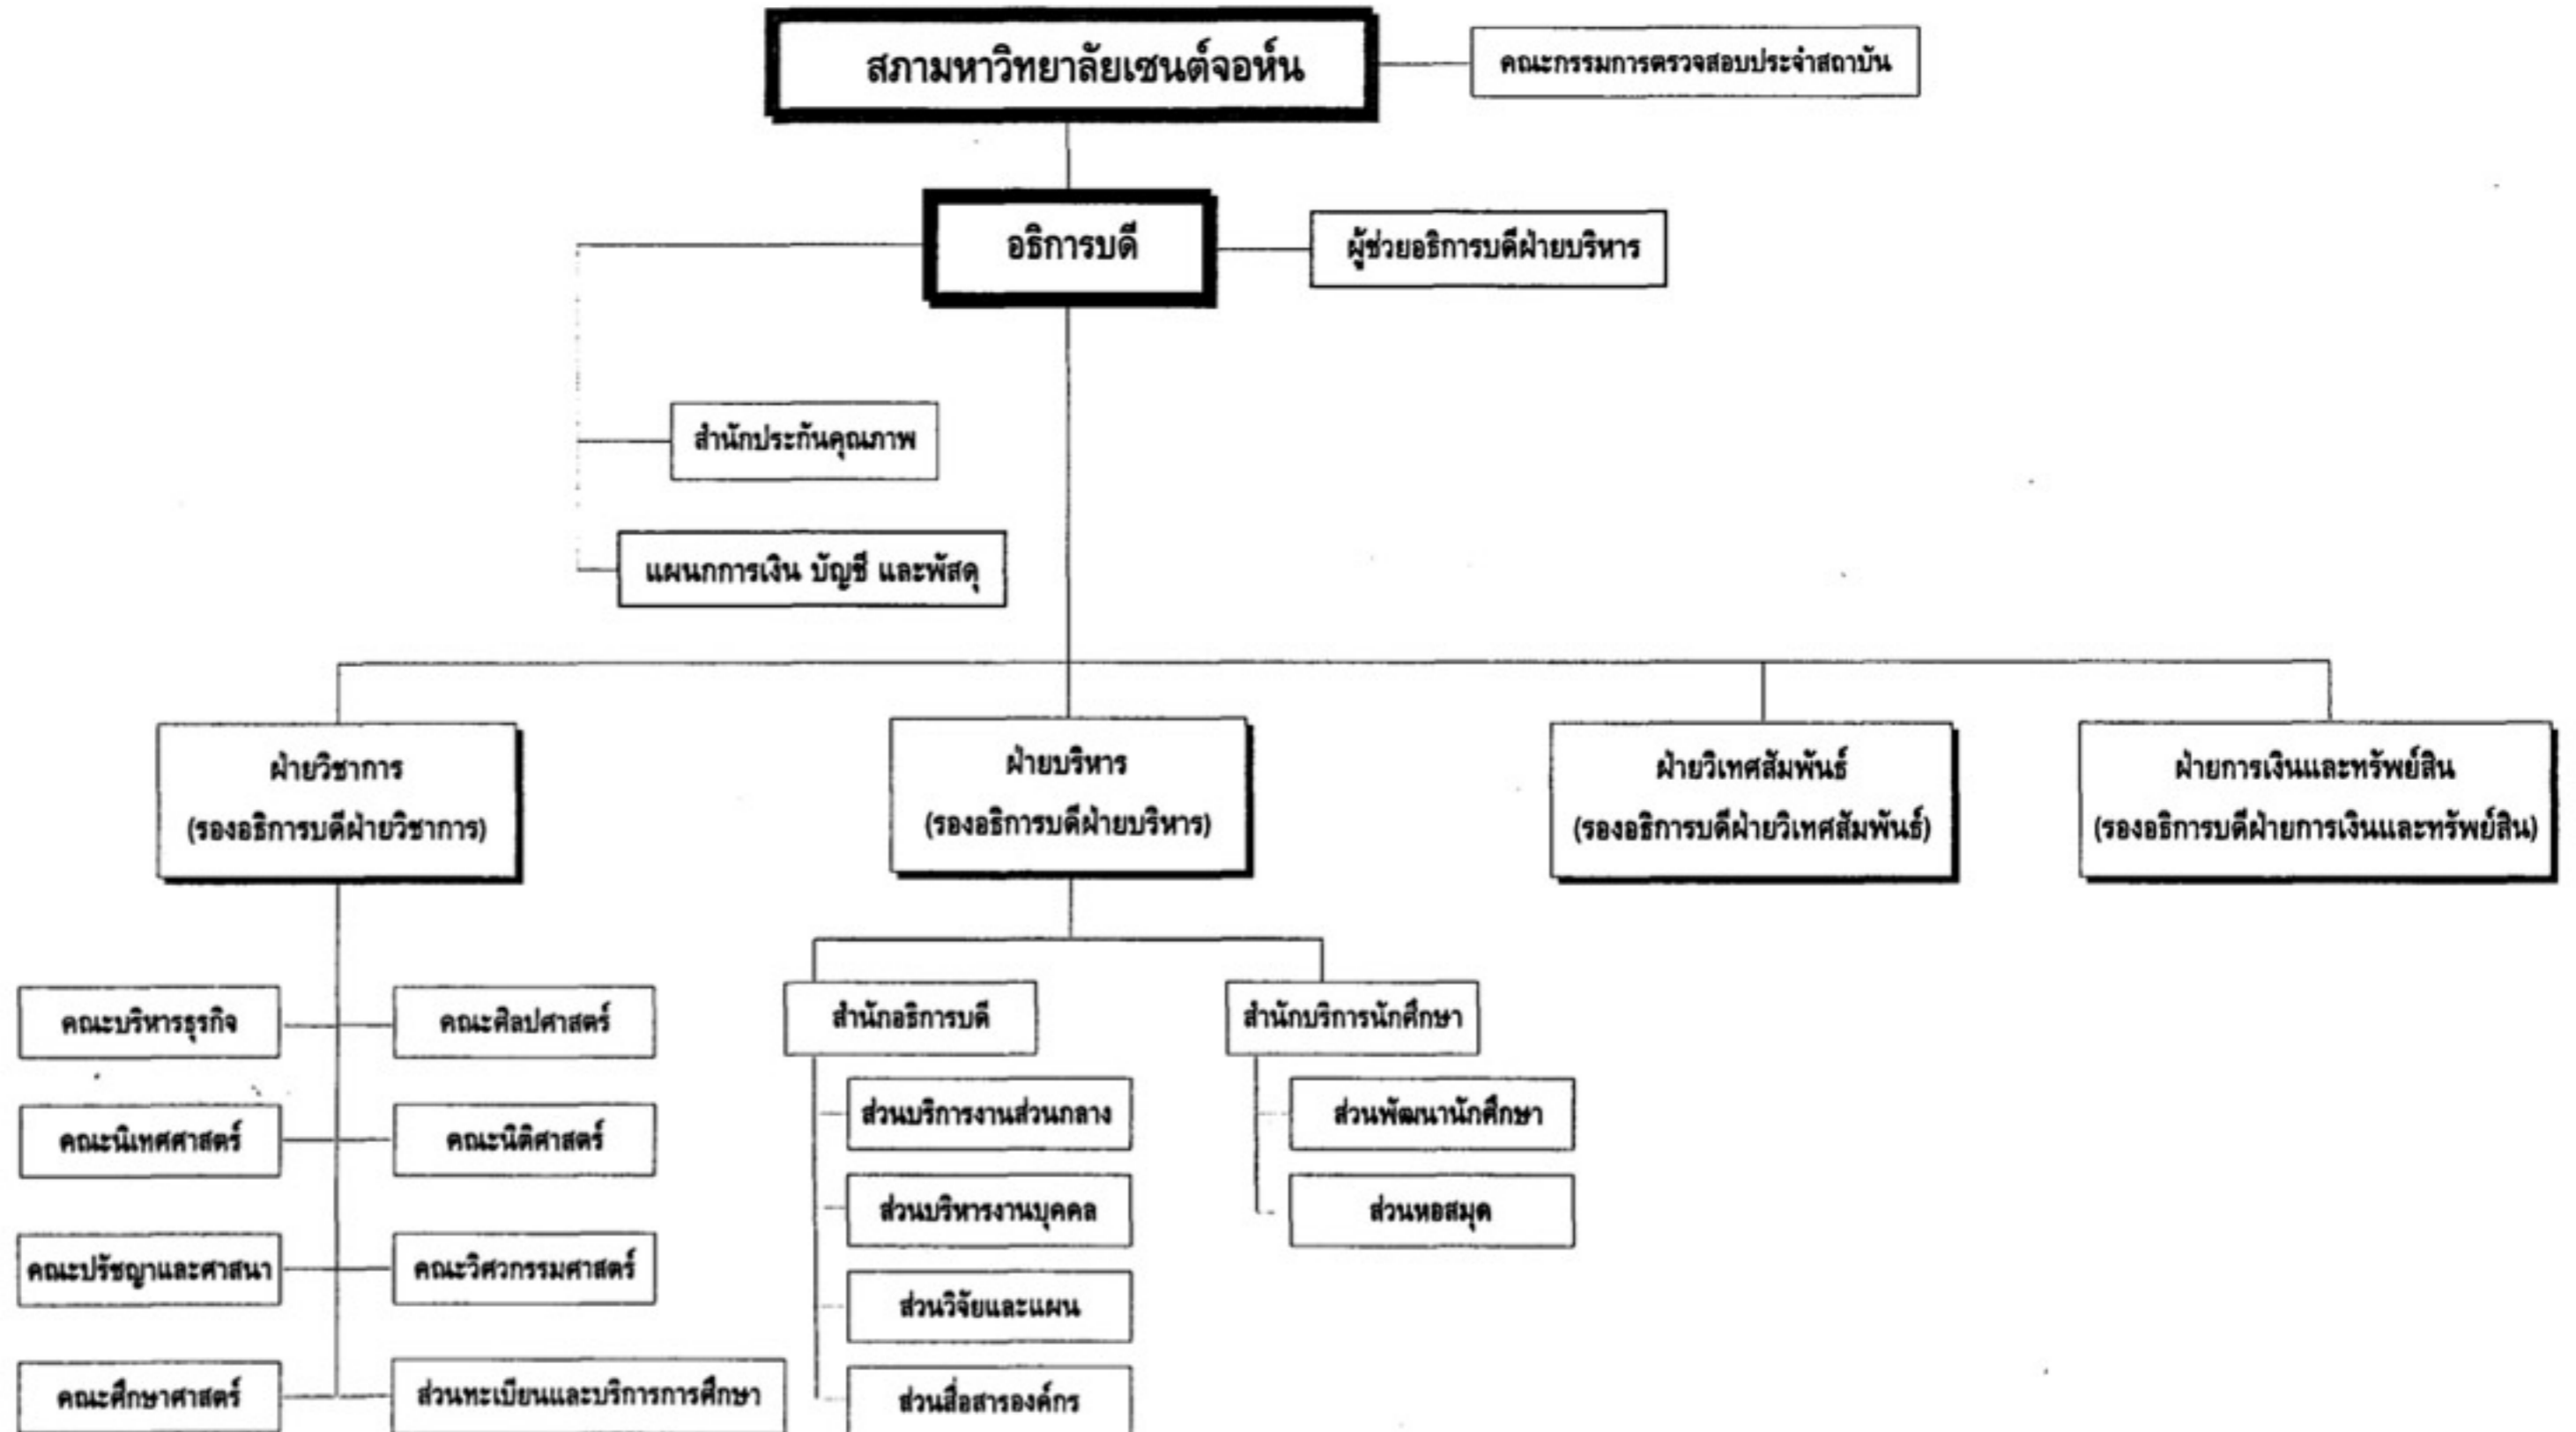 สภามหาวิทยาลัยเซนต์จอห์น
คณะกรรมการตรวจสอบประจำสถาบัน
อธิการบดี
ผู้ช่วยอธิการบดีฝ่ายบริหาร
สำนักประกันคุณภาพ
แผนกการเงิน บัญชี และพัสดุ
ฝ่ายวิชาการ
(รองอธิการบดีฝ่ายวิชาการ)
ฝ่ายบริหาร
(รองอธิการบดีฝ่ายบริหาร)
ฝ่ายวิเทศสัมพันธ์
(รองอธิการบดีฝ่ายวิเทศสัมพันธ์)
ฝ่ายการเงินและทรัพย์สิน
(รองอธิการบดีฝ่ายการเงินและทรัพย์สิน)
คณะบริหารธุรกิจ
คณะศิลปศาสตร์
คณะนิเทศศาสตร์
คณะนิติศาสตร์
คณะปรัชญาและศาสนา
คณะวิศวกรรมศาสตร์
คณะศึกษาศาสตร์
ส่วนทะเบียนและบริการการศึกษา
สำนักอธิการบดี
ส่วนบริการงานส่วนกลาง
ส่วนบริหารงานบุคคล
ส่วนวิจัยและแผน
ส่วนสื่อสารองค์กร
สำนักบริการนักศึกษา
ส่วนพัฒนานักศึกษา
ส่วนหอสมุด